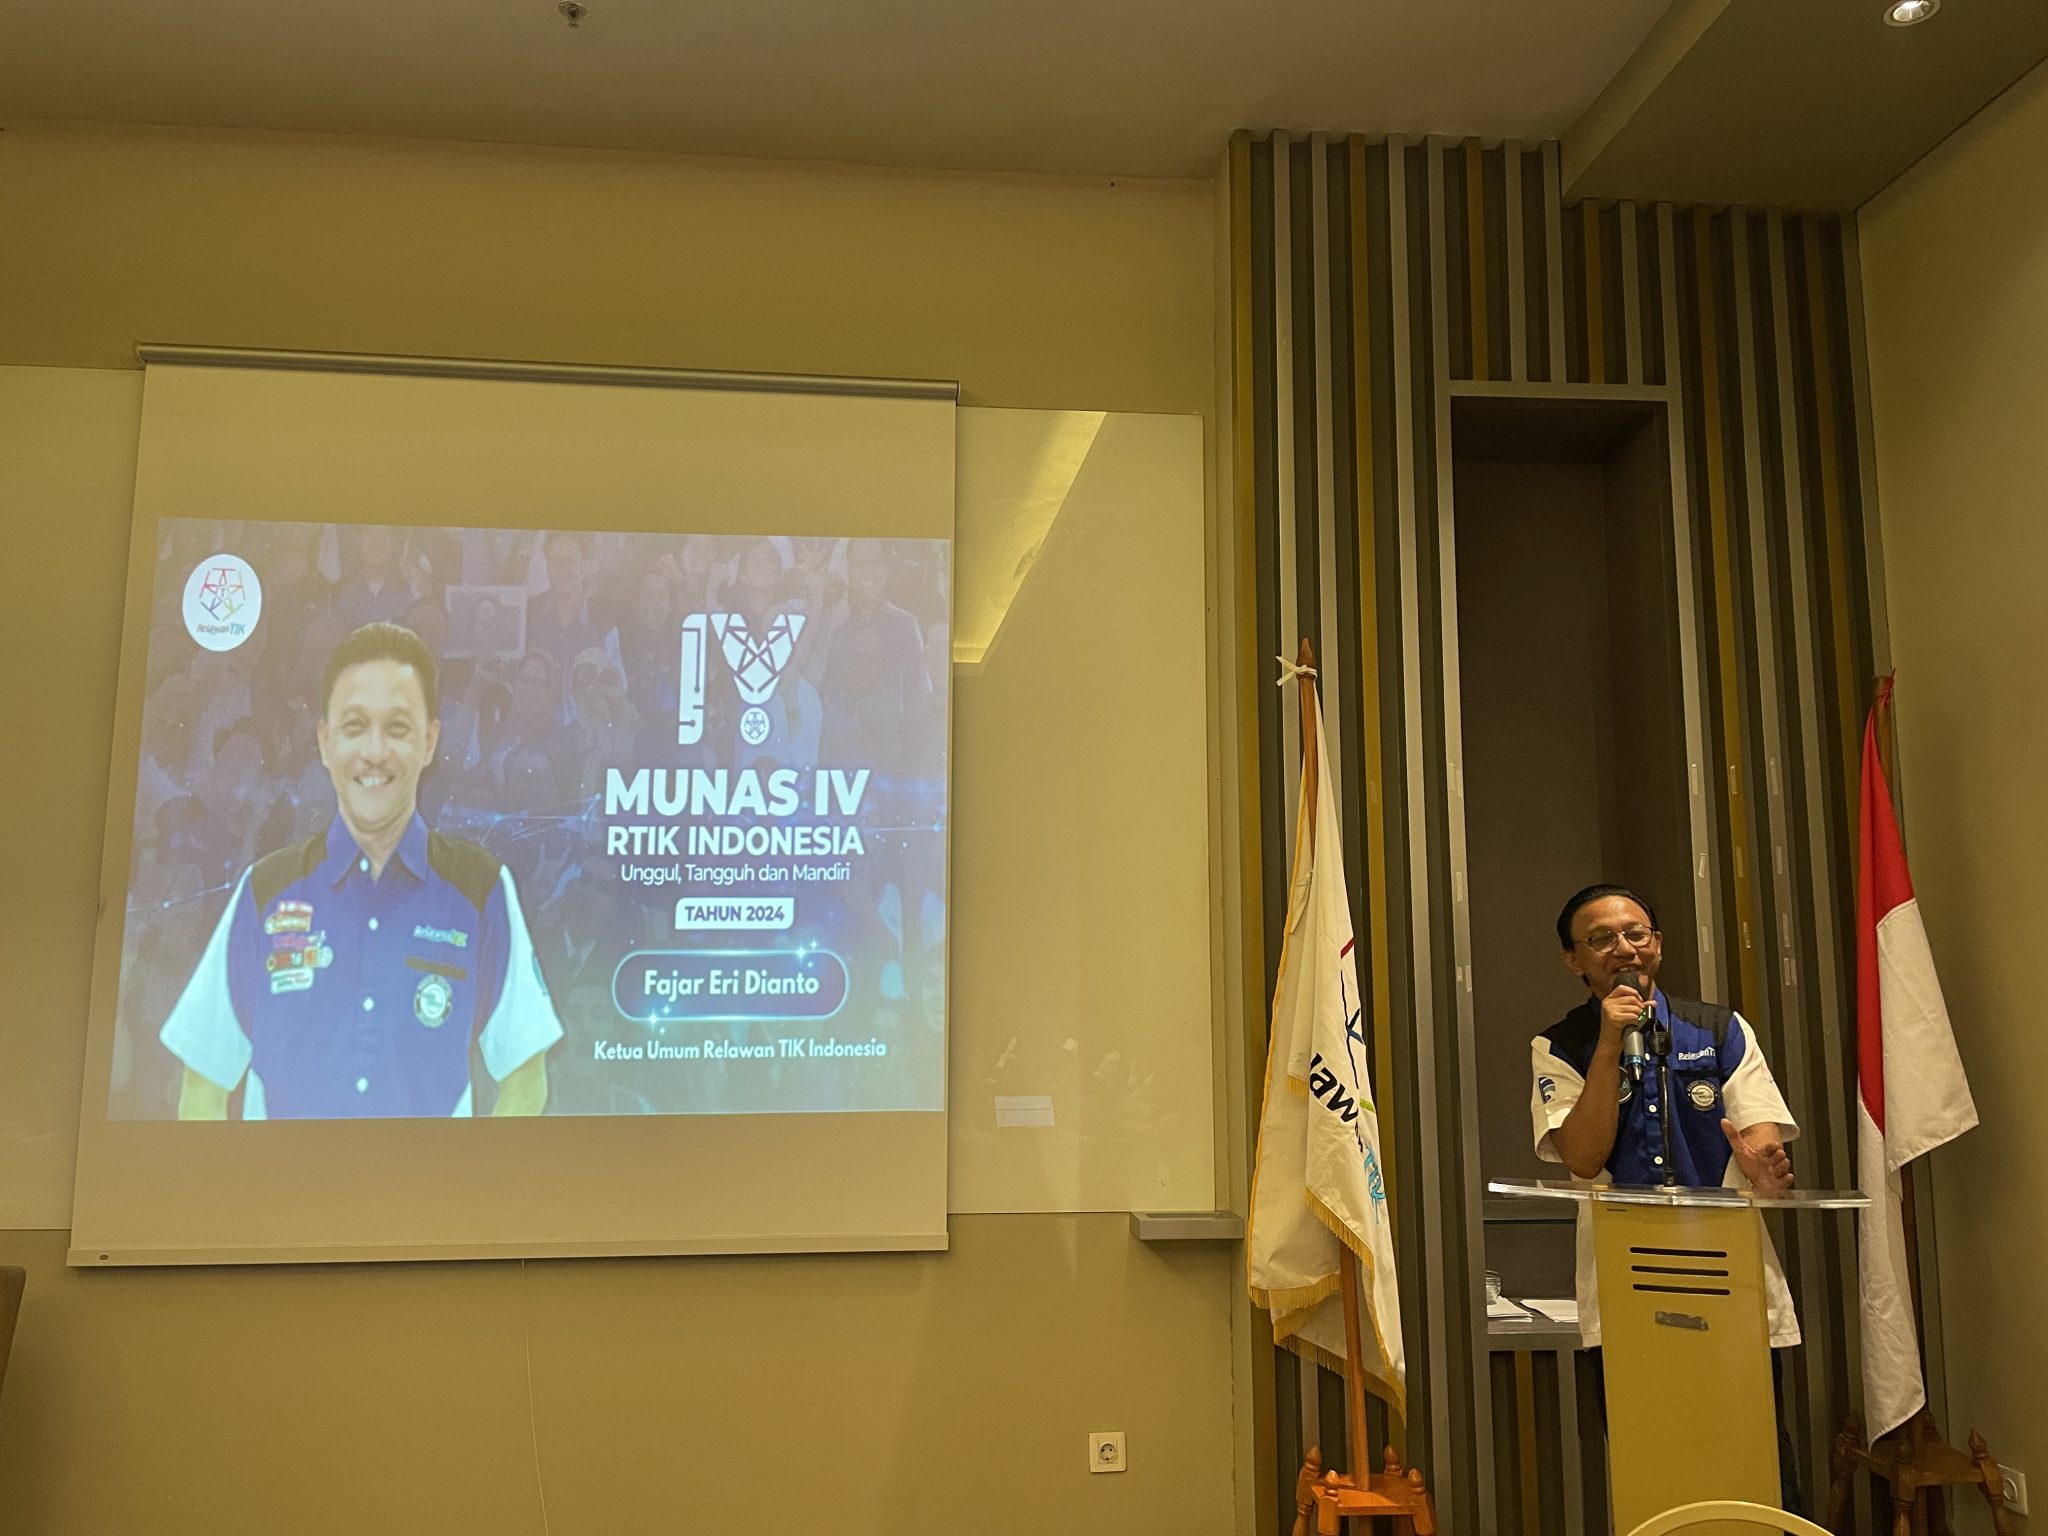 RelawanTIK
MUNAS IV
RTIK INDONESIA
Unggul, Tangguh dan Mandiri
TAHUN 2024
Fajar Eri Dianto
Ketua Umum Relawan TIK Indonesia
RelawanTIK